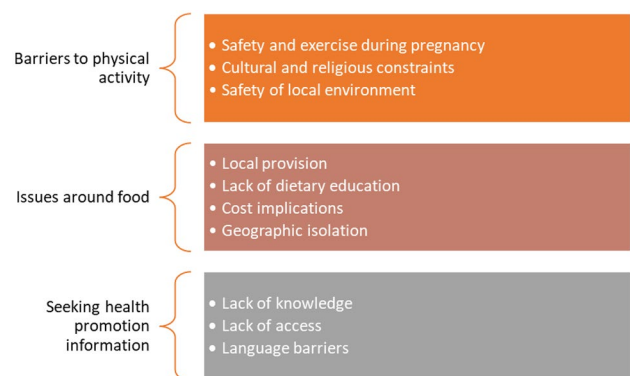 Barriers to physical
activity
• Safety and exercise during pregnancy
• Cultural and religious constraints
• Safety of local environment
Issues around food
• Local provision
• Lack of dietary education
• Cost implications
• Geographic isolation
Seeking health
promotion
information
• Lack of knowledge
• Lack of access
• Language barriers